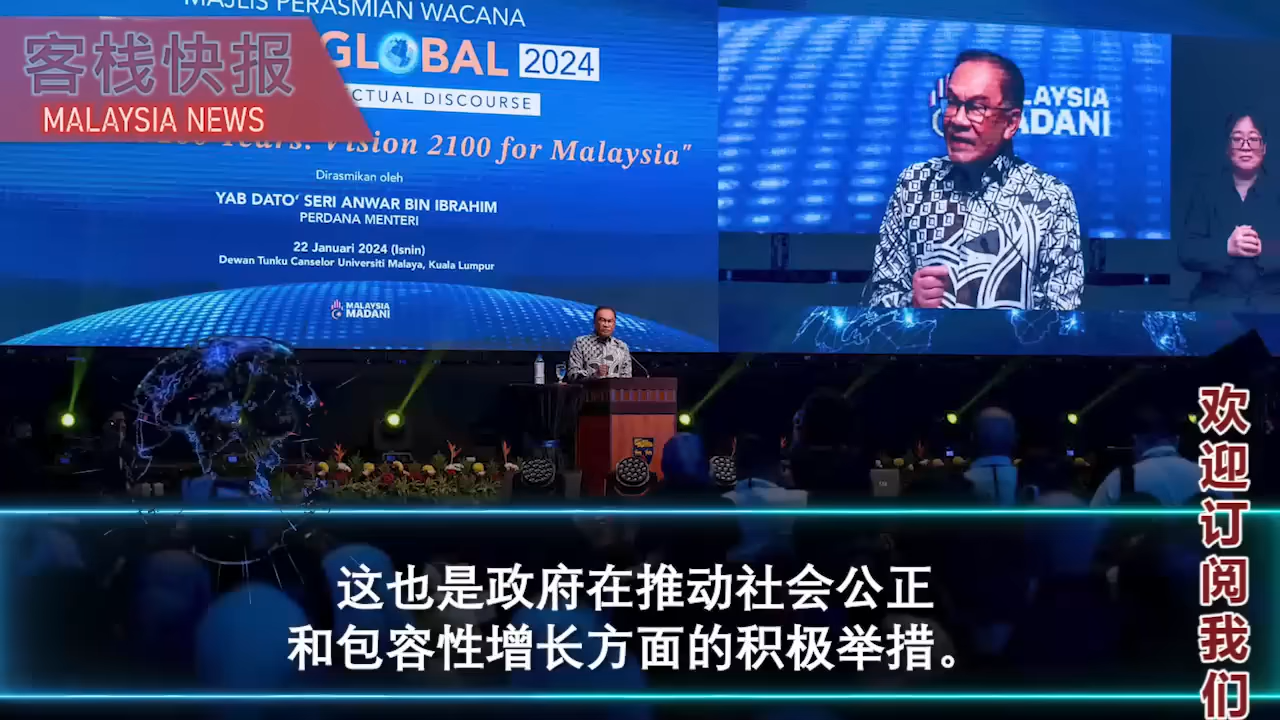 MAJLIS PERASMIAN WACANA
客栈快报
MALAYSIA NEWS
GLOBAL 2024
DISCOURSE
Vision 2100 for Malaysia"
Dirasmikan oleh
YAB DATO' SERI ANWAR BIN IBRAHIM
PERDANA MENTERI
22 Januari 2024 (Isnin)
Dewan Tunku Canselor Universiti Malaya, Kuala Lumpur
MALAYSIA
MADANI
欢迎订阅我们
这也是政府在推动社会公正
和包容性增长方面的积极举措。